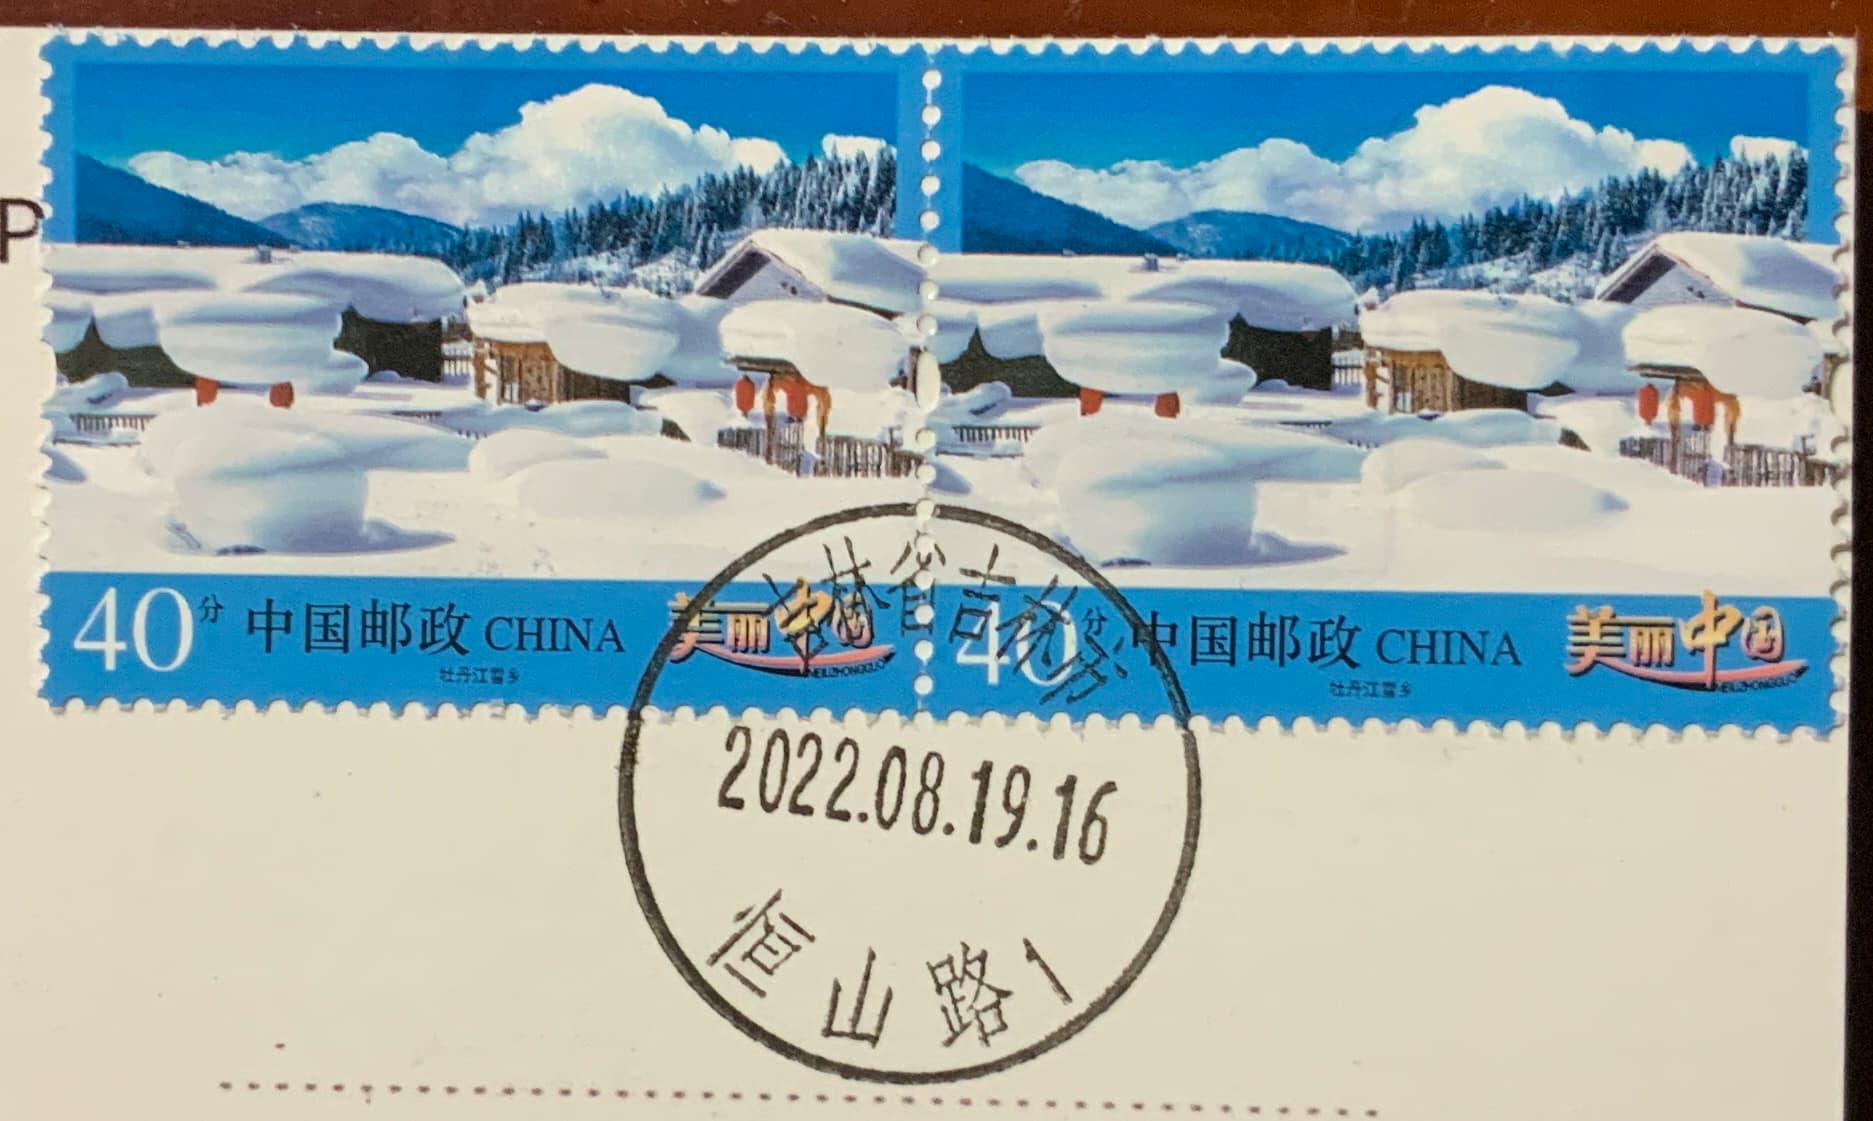 P
40分 中国邮政 CHINA 美丽中国
MEILIZHONGGUO
牡丹江雪乡
40分 中国邮政 CHINA 美丽中国
MEILIZHONGGUO
牡丹江雪乡
吉林省吉林市
2022.08.19.16
恒山路1